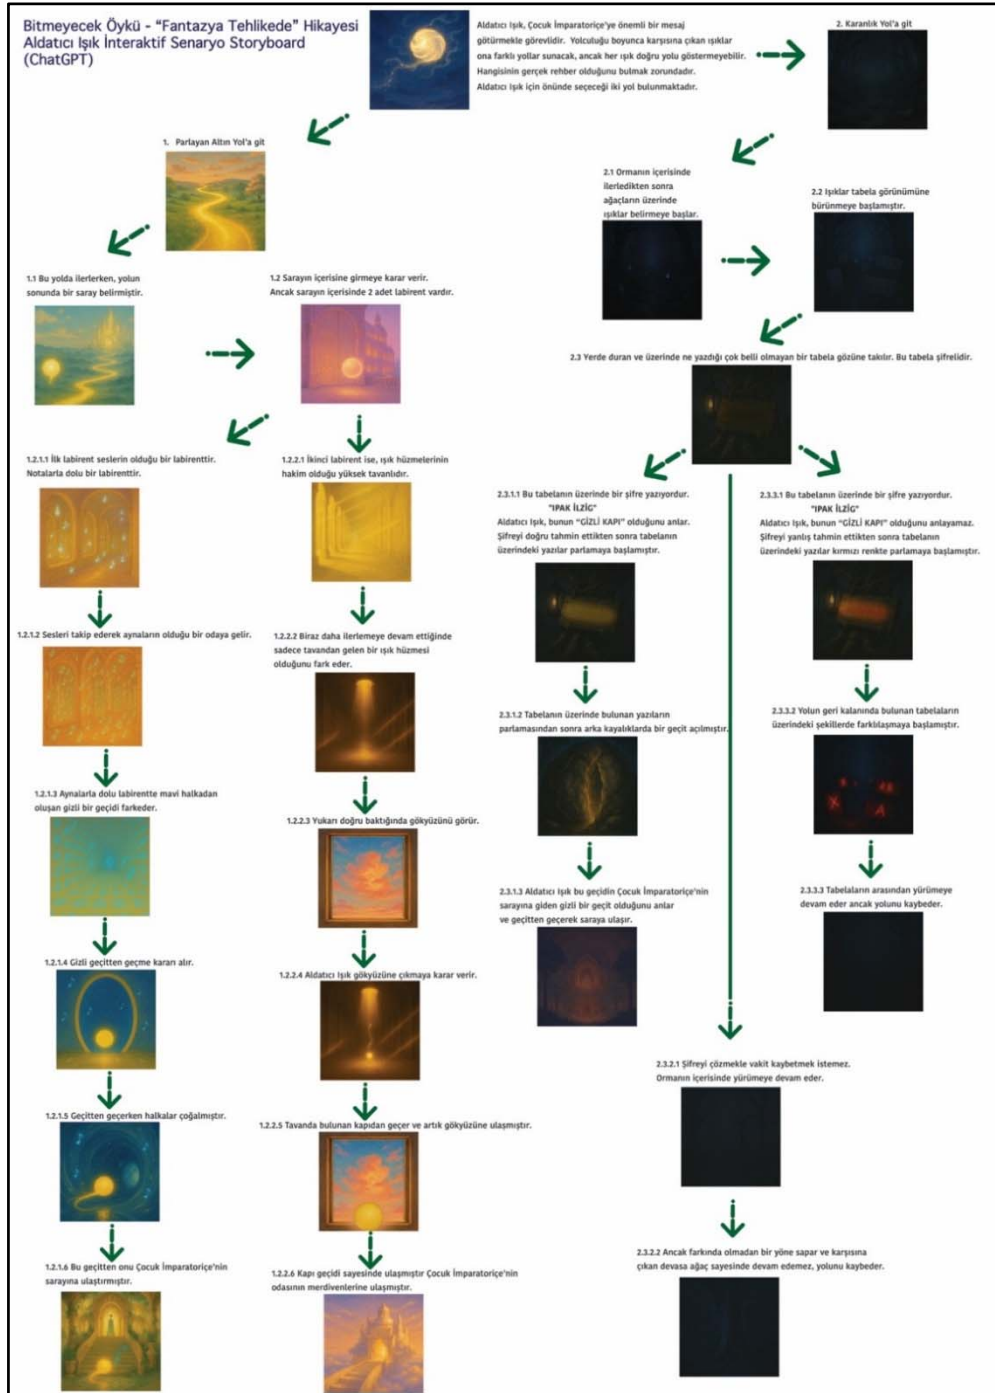 Bitmeyecek Öykü - “Fantazya Tehlikede” Hikayesi
Aldatıcı Işık İnteraktif Senaryo Storyboard
(ChatGPT)
Aldatıcı Işık, Çocuk İmparatoriçe'ye önemli bir mesaj
götürmekle görevlidir. Yolculuğu boyunca karşısına çıkan ışıklar
ona farklı yollar sunacak, ancak her ışık doğru yolu göstermeyebilir.
Hangisinin gerçek rehber olduğunu bulmak zorundadır.
Aldatıcı Işık için önünde seçeceği iki yol bulunmaktadır.
1. Parlayan Altın Yol'a git
1.1 Bu yolda ilerlerken, yolun
sonunda bir saray belirmiştir.
1.2 Sarayın içerisine girmeye karar verir.
Ancak sarayın içerisinde 2 adet labirent vardır.
1.2.1.1 İlk labirent seslerin olduğu bir labirenttir.
Notalarla dolu bir labirenttir.
1.2.1.2 Sesleri takip ederek aynaların olduğu bir odaya gelir.
1.2.1.3 Aynalarla dolu labirentte mavi halkadan
oluşan gizli bir geçidi farkeder.
1.2.1.4 Gizli geçitten geçme kararı alır.
1.2.1.5 Geçitten geçerken halkalar çoğalmıştır.
1.2.1.6 Bu geçitten onu Çocuk İmparatoriçe'nin
sarayına ulaştırmıştır.
1.2.2.1 İkinci labirent ise, ışık hüzmelerinin
hakim olduğu yüksek tavanlıdır.
1.2.2.2 Biraz daha ilerlemeye devam ettiğinde
sadece tavandan gelen bir ışık hüzmesi
olduğunu fark eder.
1.2.2.3 Yukarı doğru baktığında gökyüzünü görür.
1.2.2.4 Aldatıcı Işık gökyüzüne çıkmaya karar verir.
1.2.2.5 Tavanda bulunan kapıdan geçer ve artık gökyüzüne ulaşmıştır.
1.2.2.6 Kapı geçidi sayesinde ulaşmıştır Çocuk İmparatoriçe'nin
odasının merdivenlerine ulaşmıştır.
2. Karanlık Yol'a git
2.1 Ormanın içerisinde
ilerledikten sonra
ağaçların üzerinde
ışıklar belirmeye başlar.
2.2 Işıklar tabela görünümüne
bürünmeye başlamıştır.
2.3 Yerde duran ve üzerinde ne yazdığı çok belli olmayan bir tabela gözüne takılır. Bu tabela şifrelidir.
2.3.1.1 Bu tabelanın üzerinde bir şifre yazıyordur.
"IPAK İLZİG"
Aldatıcı Işık, bunun “GİZLİ KAPI” olduğunu anlar.
Şifreyi doğru tahmin ettikten sonra tabelanın
üzerindeki yazılar parlamaya başlamıştır.
2.3.1.2 Tabelanın üzerinde bulunan yazıların
parlamasından sonra arka kayalıklarda bir geçit açılmıştır.
2.3.1.3 Aldatıcı Işık bu geçidin Çocuk İmparatoriçe'nin
sarayına giden gizli bir geçit olduğunu anlar
ve geçitten geçerek saraya ulaşır.
2.3.3.1 Bu tabelanın üzerinde bir şifre yazıyordur.
"IPAK İLZİG"
Aldatıcı Işık, bunun “GİZLİ KAPI” olduğunu anlayamaz.
Şifreyi yanlış tahmin ettikten sonra tabelanın
üzerindeki yazılar kırmızı renkte parlamaya başlamıştır.
2.3.3.2 Yolun geri kalanında bulunan tabelaların
üzerindeki şekillerde farklılaşmaya başlamıştır.
X
A
2.3.3.3 Tabelaların arasından yürümeye
devam eder ancak yolunu kaybeder.
2.3.2.1 Şifreyi çözmekle vakit kaybetmek istemez.
Ormanın içerisinde yürümeye devam eder.
2.3.2.2 Ancak farkında olmadan bir yöne sapar ve karşısına
çıkan devasa ağaç sayesinde devam edemez, yolunu kaybeder.